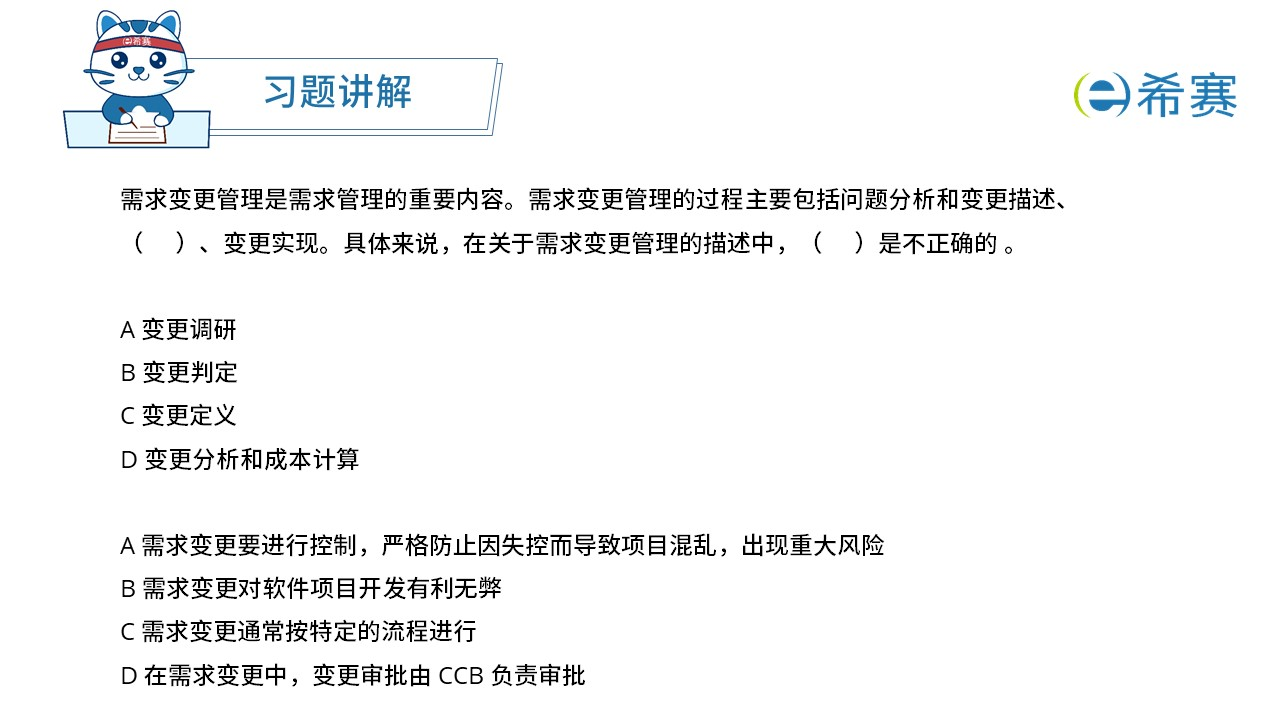 希赛
习题讲解
希赛
需求变更管理是需求管理的重要内容。需求变更管理的过程主要包括问题分析和变更描述、
（ ）、变更实现。具体来说，在关于需求变更管理的描述中，（ ）是不正确的 。
A 变更调研
B 变更判定
C 变更定义
D 变更分析和成本计算
A 需求变更要进行控制，严格防止因失控而导致项目混乱，出现重大风险
B 需求变更对软件项目开发有利无弊
C 需求变更通常按特定的流程进行
D 在需求变更中，变更审批由 CCB 负责审批